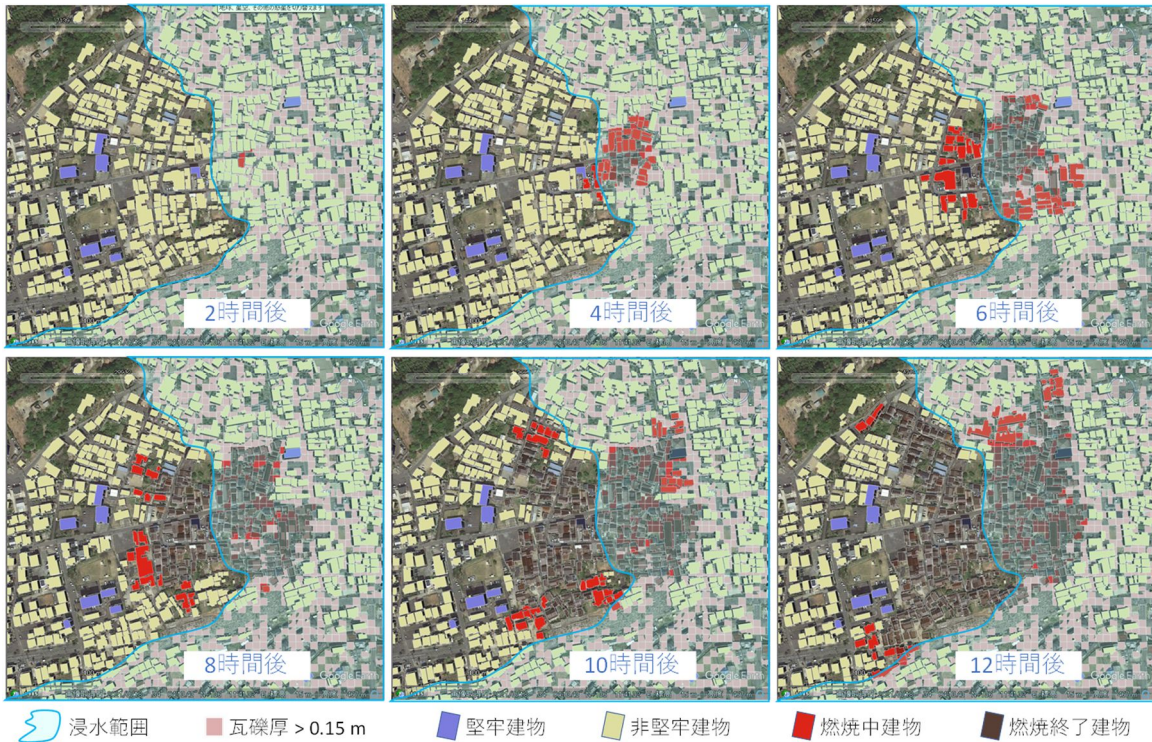 2時間後
4時間後
6時間後
8時間後
10時間後
12時間後
浸水範囲
瓦礫厚 > 0.15 m
堅牢建物
非堅牢建物
燃焼中建物
燃焼終了建物